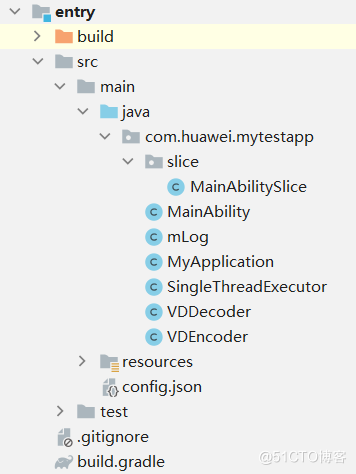 entry
build
src
main
java
com.huawei.mytestapp
slice
MainAbilitySlice
MainAbility
mLog
MyApplication
SingleThreadExecutor
VDDecoder
VDEncoder
resources
config.json
test
.gitignore
build.gradle
@51CTO博客